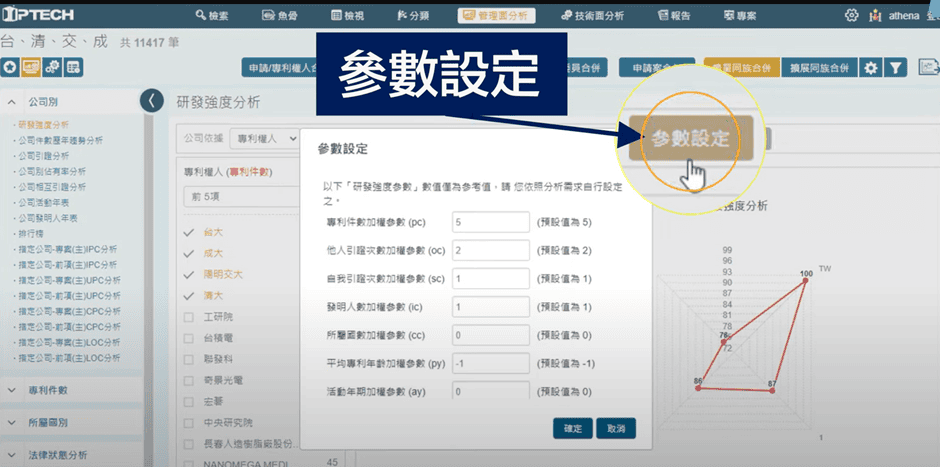 IPTECH
檢索
魚骨
檢視
分類
管理面分析
技術面分析
報告
專案
athena
台、清、交、成 共 11417 筆
申請/專利權人合
合併
擴展同族合併
公司別
研發強度分析
公司件數歷年趨勢分析
公司引證分析
公司別佔有率分析
公司相互引證分析
公司活動年表
公司發明人年表
排行榜
指定公司-專案(主)IPC分析
指定公司-前項(主)IPC分析
指定公司-專案(主)UPC分析
指定公司-前項(主)UPC分析
指定公司-專案(主)CPC分析
指定公司-前項(主)CPC分析
指定公司-專案(主)LOC分析
指定公司-前項(主)LOC分析
專利件數
所屬國別
法律狀態分析
研發強度分析
公司依據
專利權人
專利權人 (專利件數)
前 5項
台大
成大
陽明交大
清大
工研院
台積電
聯發科
奇景光電
宏碁
中央研究院
長春人造樹脂廠股份...
NANOMEGA MEDI...
45
參數設定
參數設定
參數設定
以下「研發強度參數」數值僅為參考值，請 您依照分析需求自行設定
之。
專利件數加權參數 (pc) 5 (預設值為 5)
他人引證次數加權參數 (oc) 2 (預設值為 2)
自我引證次數加權參數 (sc) 1 (預設值為 1)
發明人數加權參數 (ic) 1 (預設值為 1)
所屬國數加權參數 (cc) 0 (預設值為 0)
平均專利年齡加權參數 (py) -1 (預設值為 -1)
活動年期加權參數 (ay) 0 (預設值為 0)
確定
取消
強度分析
99
96
93
90
87
84
81
78
72
100
TW
76
86
87
1